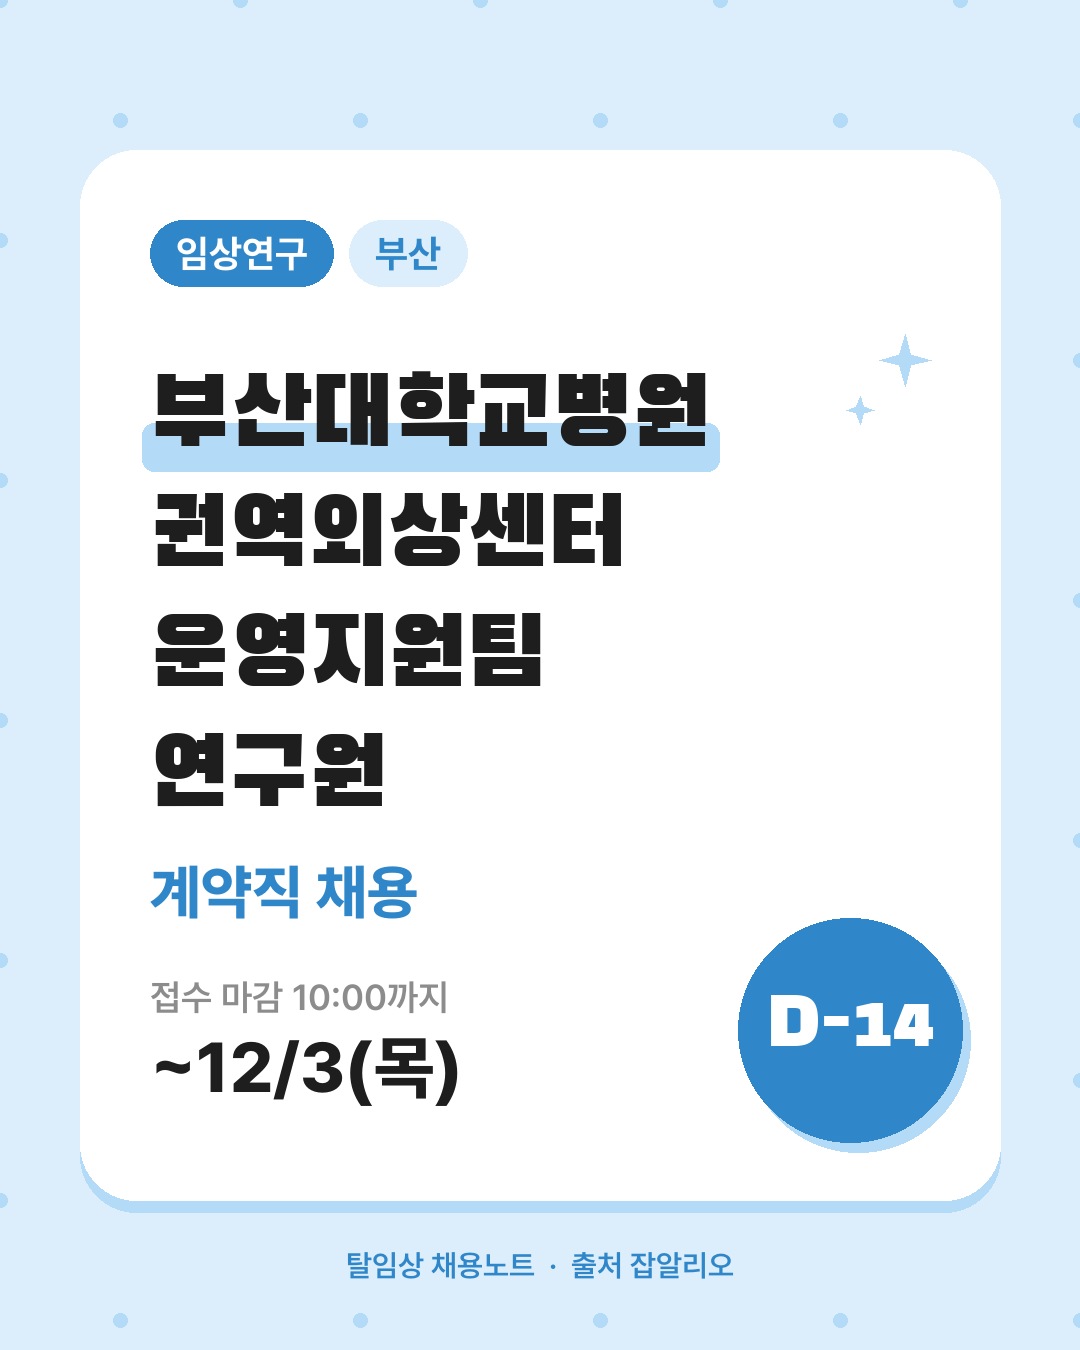 임상연구 부산
부산대학교병원
권역외상센터
운영지원팀
연구원
계약직 채용
접수 마감 10:00까지
~12/3(목)
D-14
탈임상 채용노트 · 출처 잡알리오